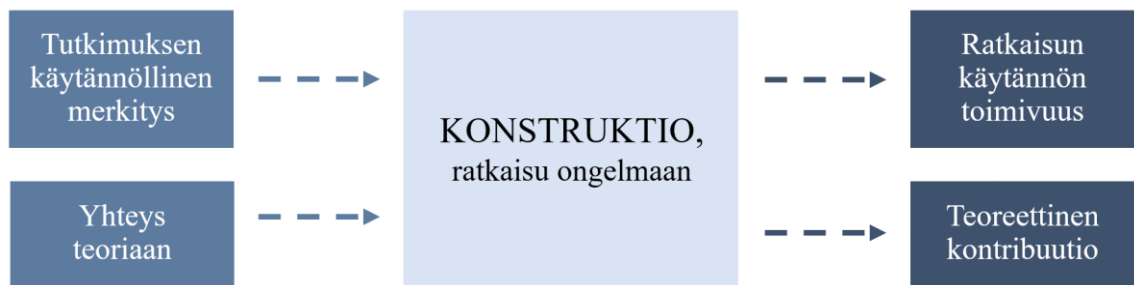 Tutkimuksen
käytännöllinen
merkitys
Yhteys
teoriaan
KONSTRUKTIO,
ratkaisu ongelmaan
Ratkaisun
käytännön
toimivuus
Teoreettinen
kontribuutio